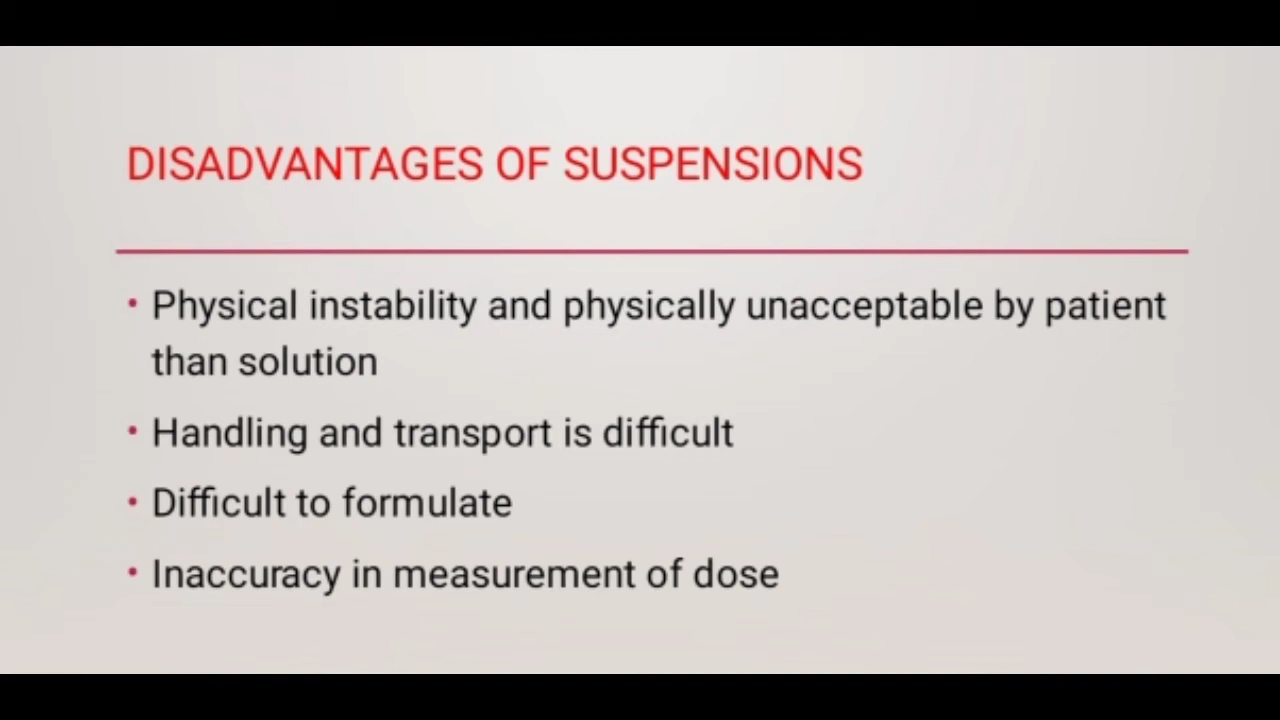 DISADVANTAGES OF SUSPENSIONS
• Physical instability and physically unacceptable by patient
than solution
• Handling and transport is difficult
• Difficult to formulate
• Inaccuracy in measurement of dose